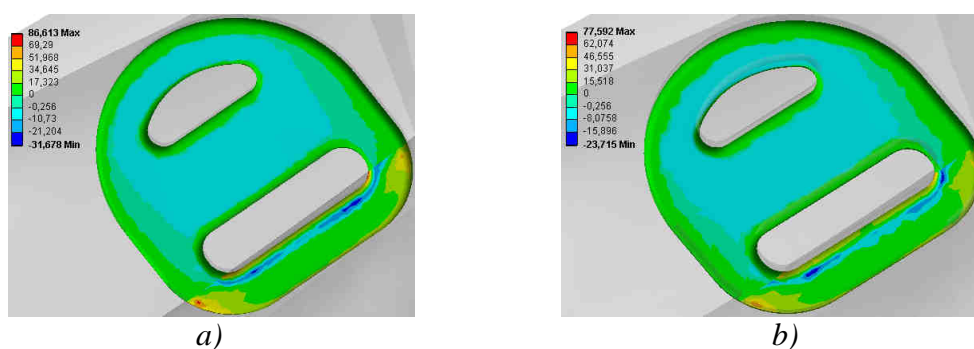 86,613 Max
69,29
51,968
34,645
17,323
0
-0,256
-10,73
-21,204
-31,678 Min
a)
77,592 Max
62,074
46,555
31,037
15,518
0
-0,256
-8,0758
-15,896
-23,715 Min
b)